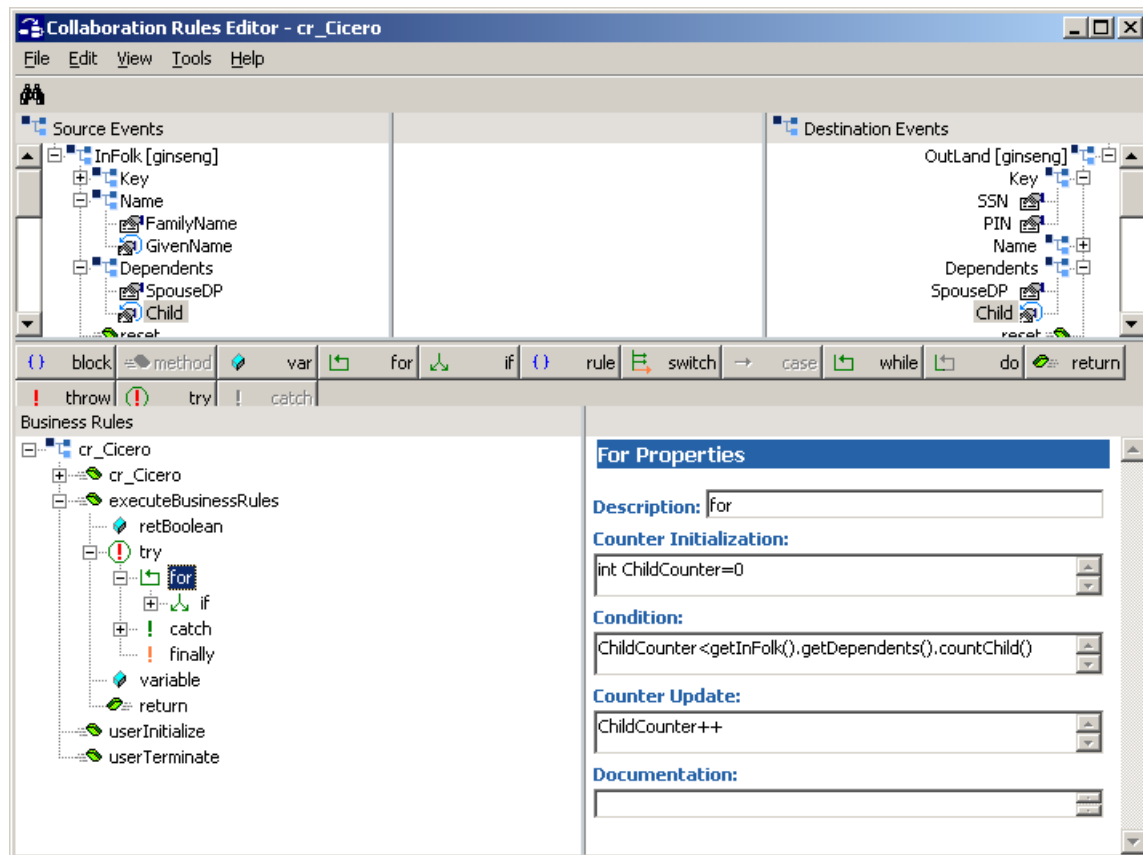 Collaboration Rules Editor - cr_Cicero
File Edit View Tools Help
Source Events
Destination Events
InFolk [ginseng]
OutLand [ginseng]
Key
Key
Name
SSN
FamilyName
PIN
GivenName
Name
Dependents
Dependents
SpouseDP
SpouseDP
Child
Child
reset
reset
block method var for if rule switch case while do return
throw try catch
Business Rules
cr_Cicero
cr_Cicero
executeBusinessRules
retBoolean
try
for
if
catch
finally
variable
return
userInitialize
userTerminate
For Properties
Description: for
Counter Initialization:
int ChildCounter=0
Condition:
ChildCounter<getInFolk().getDependents().countChild()
Counter Update:
ChildCounter++
Documentation: